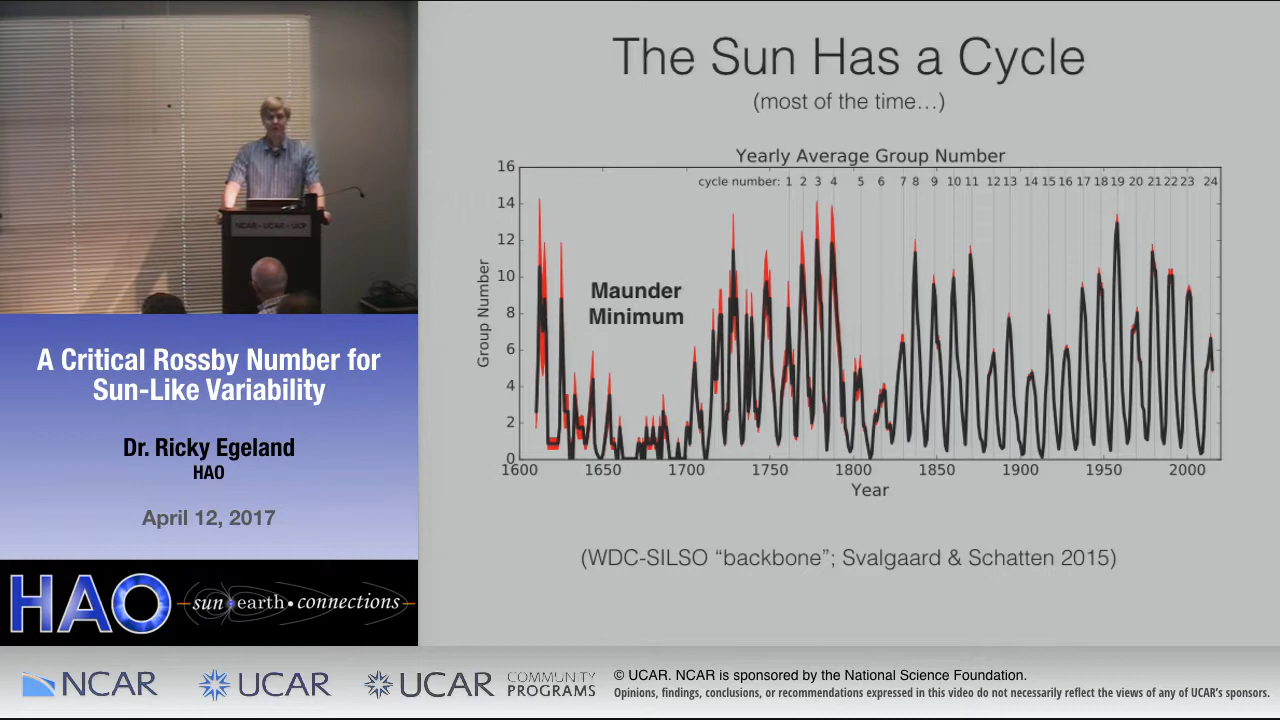 The Sun Has a Cycle
(most of the time…)
Yearly Average Group Number
cycle number: 1 2 3 4 5 6 7 8 9 10 11 12 13 14 15 16 17 18 19 20 21 22 23 24
16
14
12
10
8
6
4
2
0
Group Number
Maunder
Minimum
1600 1650 1700 1750 1800 1850 1900 1950 2000
Year
(WDC-SILSO “backbone”; Svalgaard & Schatten 2015)
NCAR - UCAR - UCP
A Critical Rossby Number for
Sun-Like Variability
Dr. Ricky Egeland
HAO
April 12, 2017
HAO sun earth • connections
NCAR UCAR UCAR COMMUNITY
PROGRAMS
© UCAR. NCAR is sponsored by the National Science Foundation.
Opinions, findings, conclusions, or recommendations expressed in this video do not necessarily reflect the views of any of UCAR's sponsors.